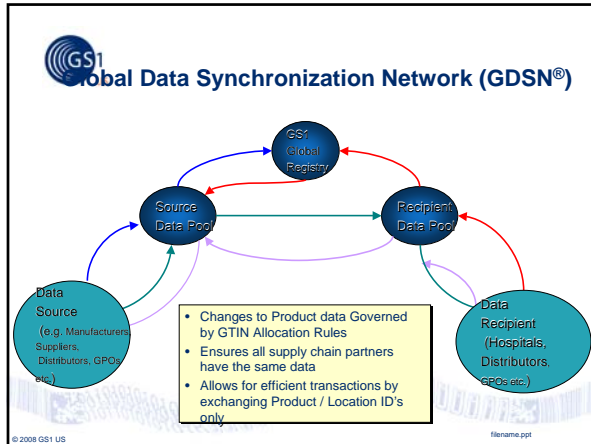 GS1
Global Data Synchronization Network (GDSN®)
GS1
Global
Registry
Source
Data Pool
Recipient
Data Pool
Data
Source
(e.g. Manufacturers,
Suppliers,
Distributors, GPOs
etc.)
• Changes to Product data Governed
by GTIN Allocation Rules
• Ensures all supply chain partners
have the same data
• Allows for efficient transactions by
exchanging Product / Location ID's
only
Data
Recipient
(Hospitals,
Distributors,
GPOs etc.)
© 2008 GS1 US
filename.ppt